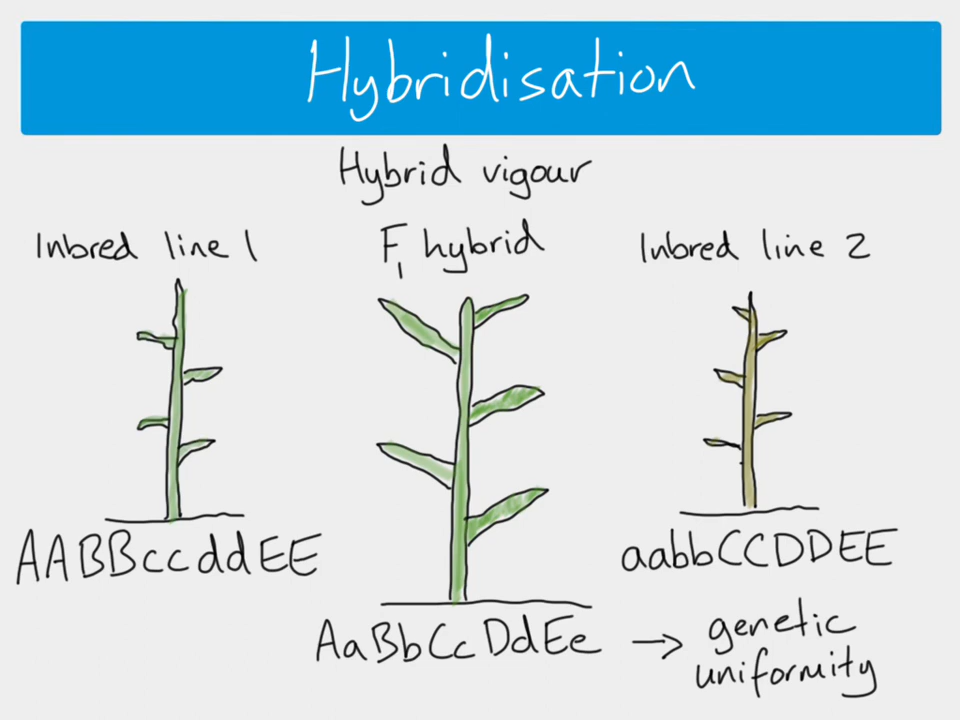 Hybridisation
Hybrid vigour
Inbred line 1
F1 hybrid
Inbred line 2
AABBccddEE
aabbCCDDEE
AaBbCcDdEe → genetic
uniformity